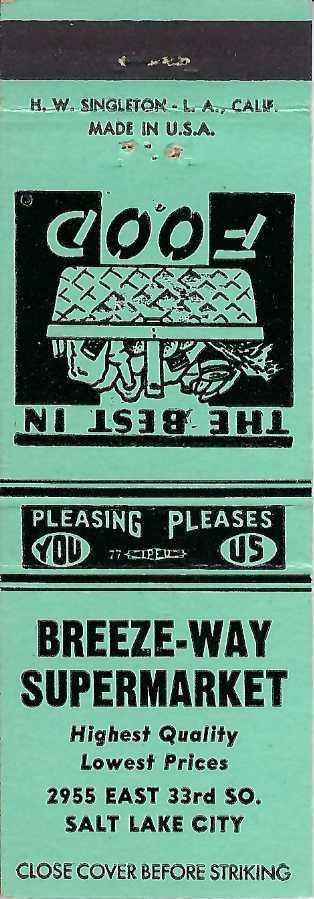 H. W. SINGLETON - L. A., CALIF.
MADE IN U.S.A.
THE BEST IN
FOOD
PLEASING PLEASES
YOU US
BREEZE-WAY
SUPERMARKET
Highest Quality
Lowest Prices
2955 EAST 33rd SO.
SALT LAKE CITY
CLOSE COVER BEFORE STRIKING